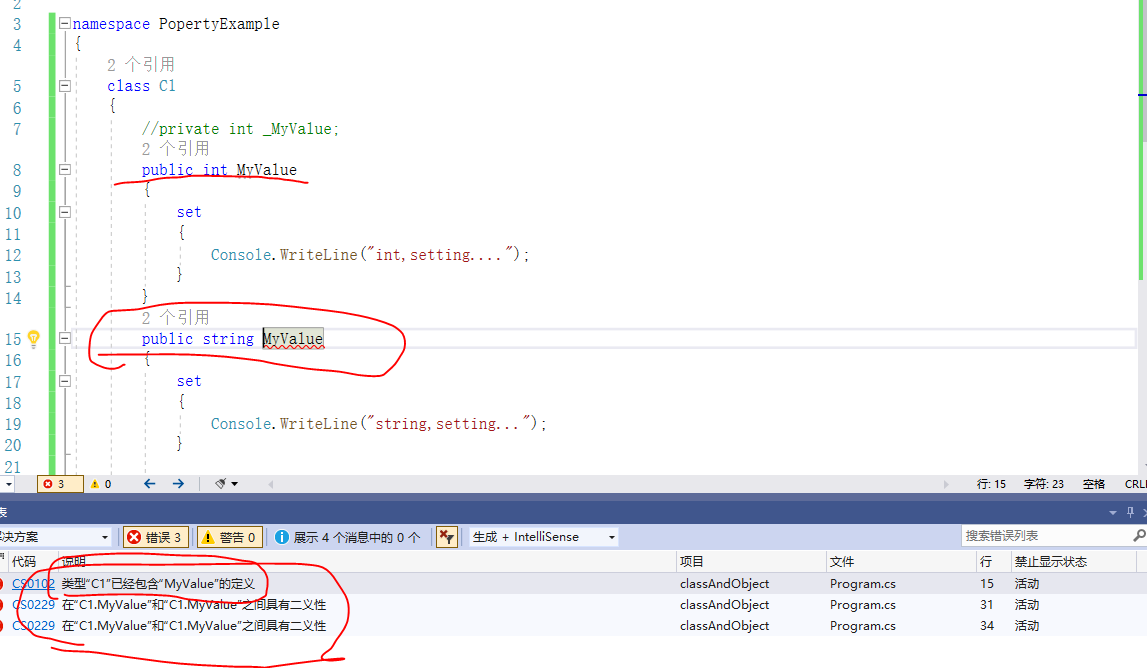 2
3 namespace PopertyExample
4 {
2 个引用
5 class C1
6 {
7 //private int _MyValue;
2 个引用
8 public int MyValue
9 {
10 set
11 {
12 Console.WriteLine("int,setting....");
13 }
14 }
2 个引用
15 public string MyValue
16 {
17 set
18 {
19 Console.WriteLine("string,setting...");
20 }
21
3 0 行: 15 字符: 23 空格 CRL
表
决方案 错误 3 警告 0 展示 4 个消息中的 0 个 生成 + IntelliSense 搜索错误列表
代码 说明 项目 文件 行 禁止显示状态
CS0102 类型“C1”已经包含“MyValue”的定义 classAndObject Program.cs 15 活动
CS0229 在“C1.MyValue”和“C1.MyValue”之间具有二义性 classAndObject Program.cs 31 活动
CS0229 在“C1.MyValue”和“C1.MyValue”之间具有二义性 classAndObject Program.cs 34 活动